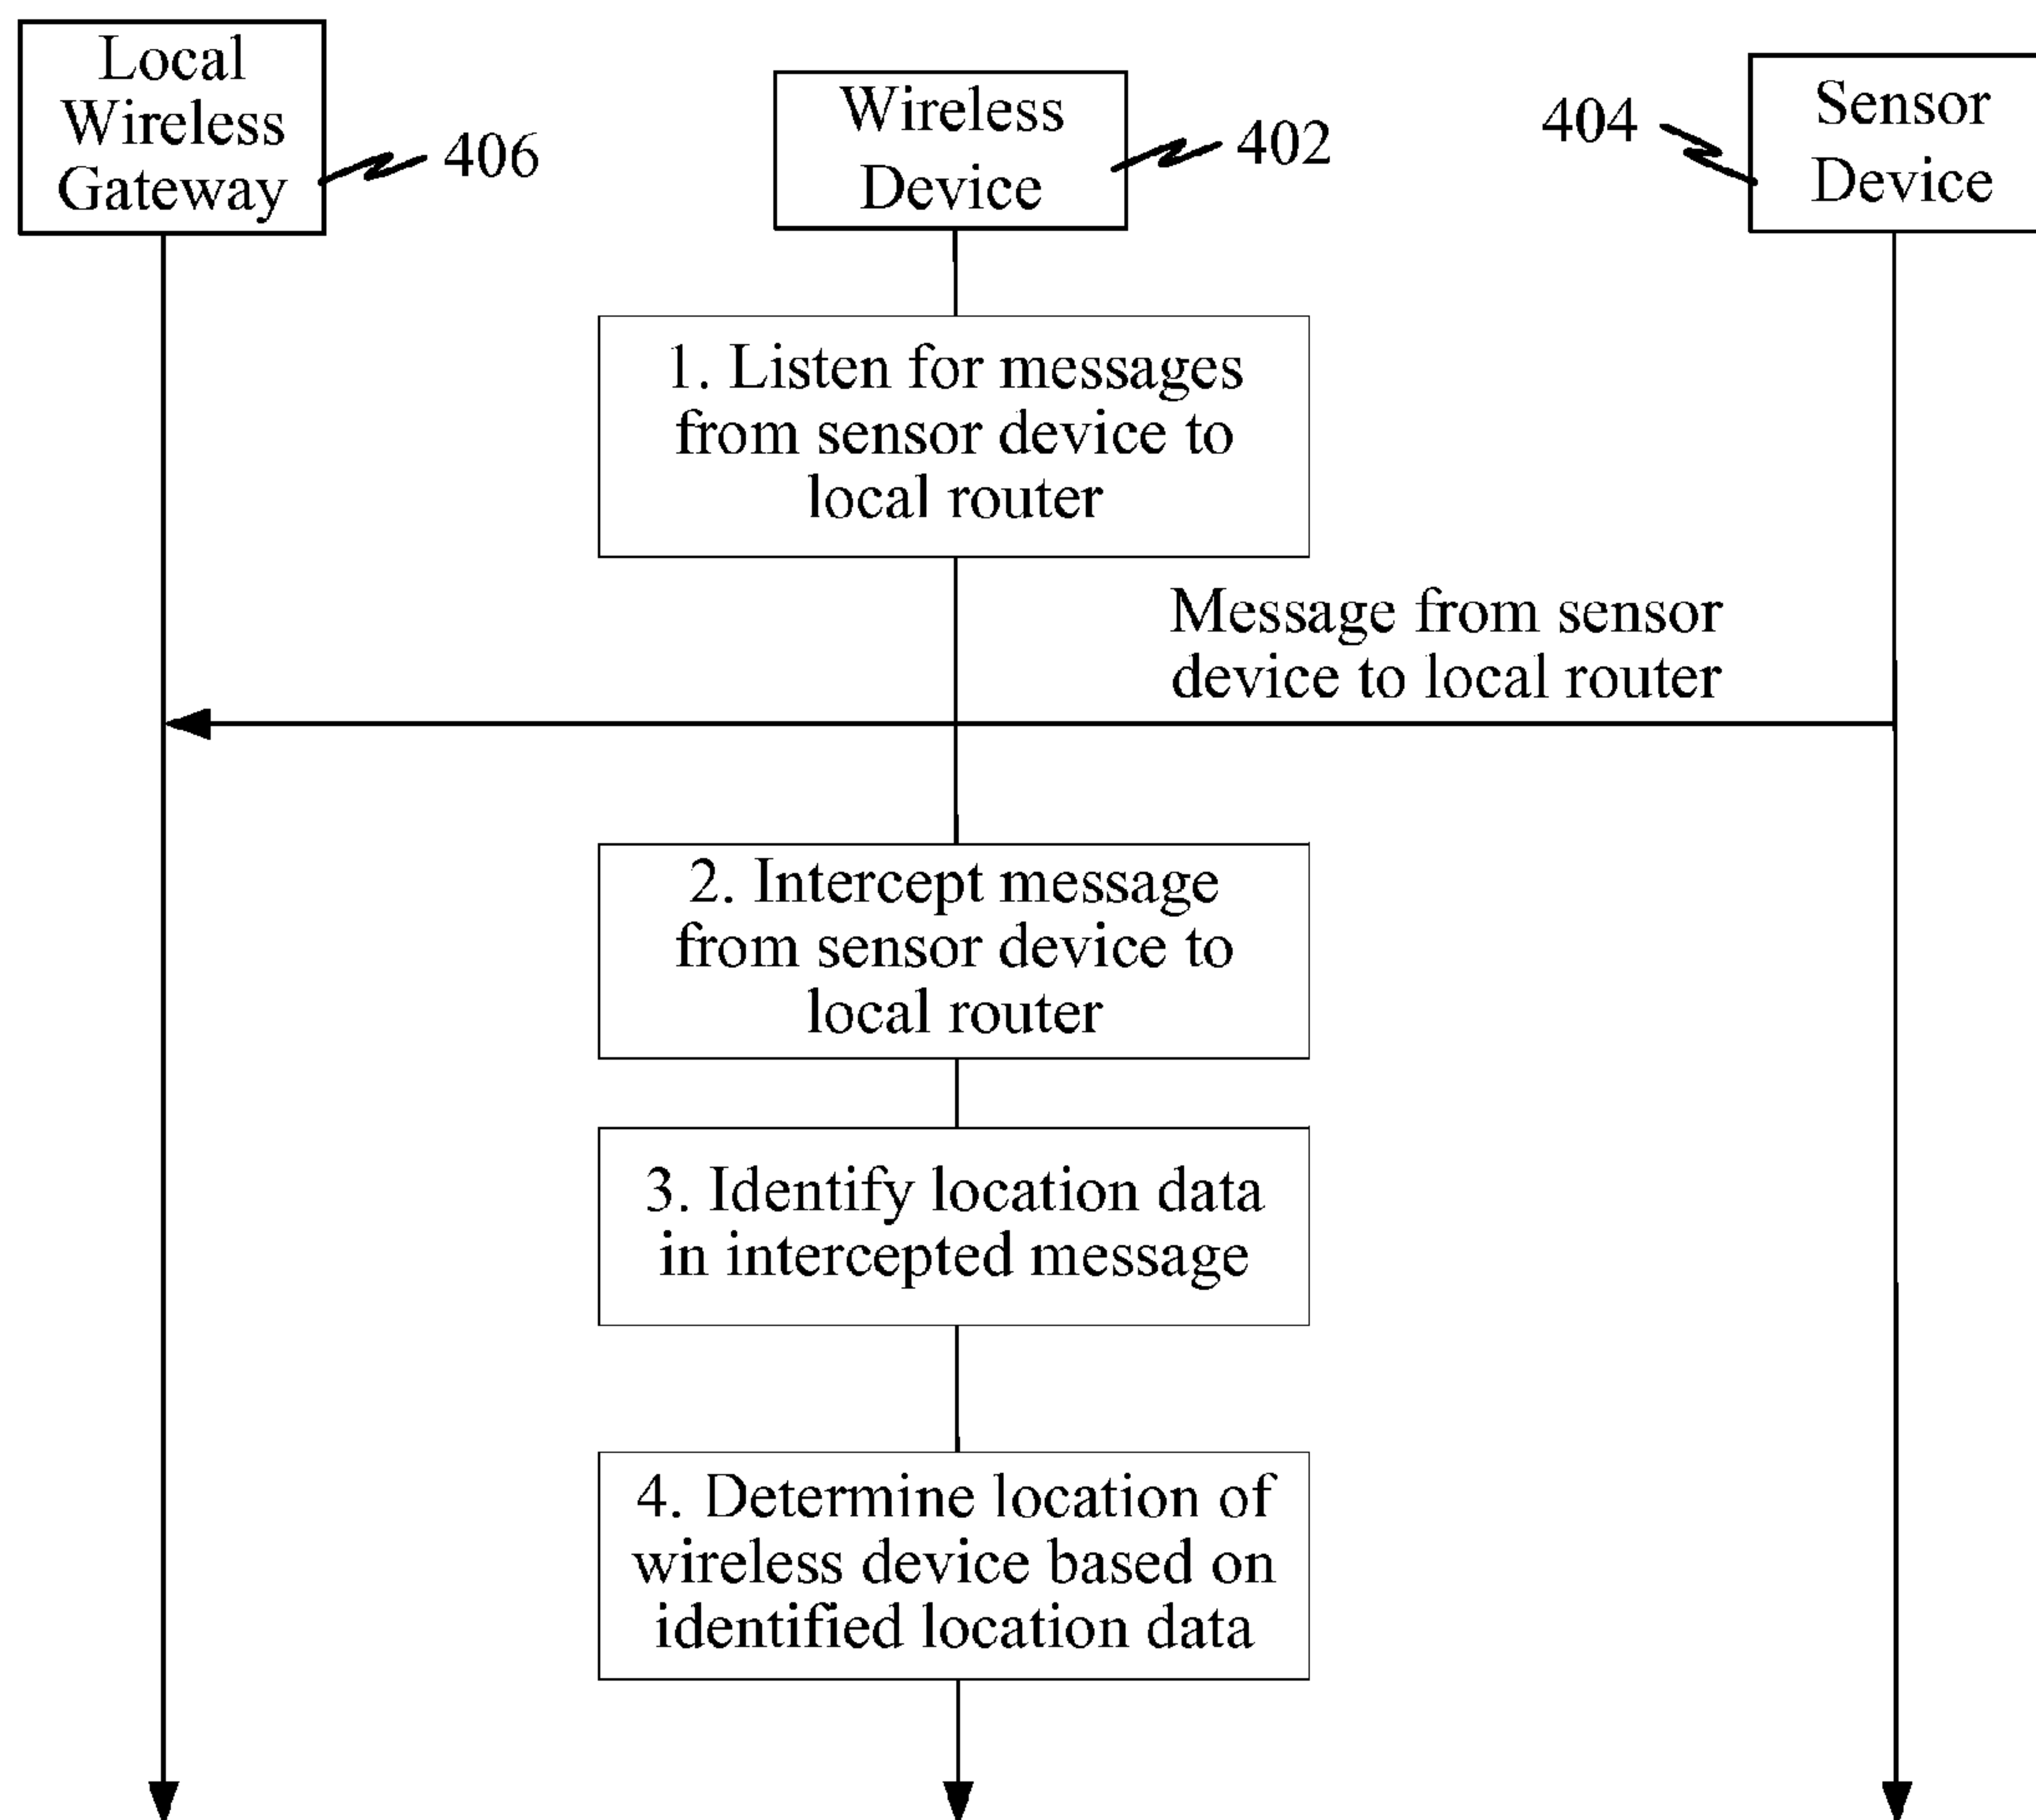 Local
Wireless
Gateway
406
Wireless
Device
402
404
Sensor
Device
1. Listen for messages
from sensor device to
local router
Message from sensor
device to local router
2. Intercept message
from sensor device to
local router
3. Identify location data
in intercepted message
4. Determine location of
wireless device based on
identified location data